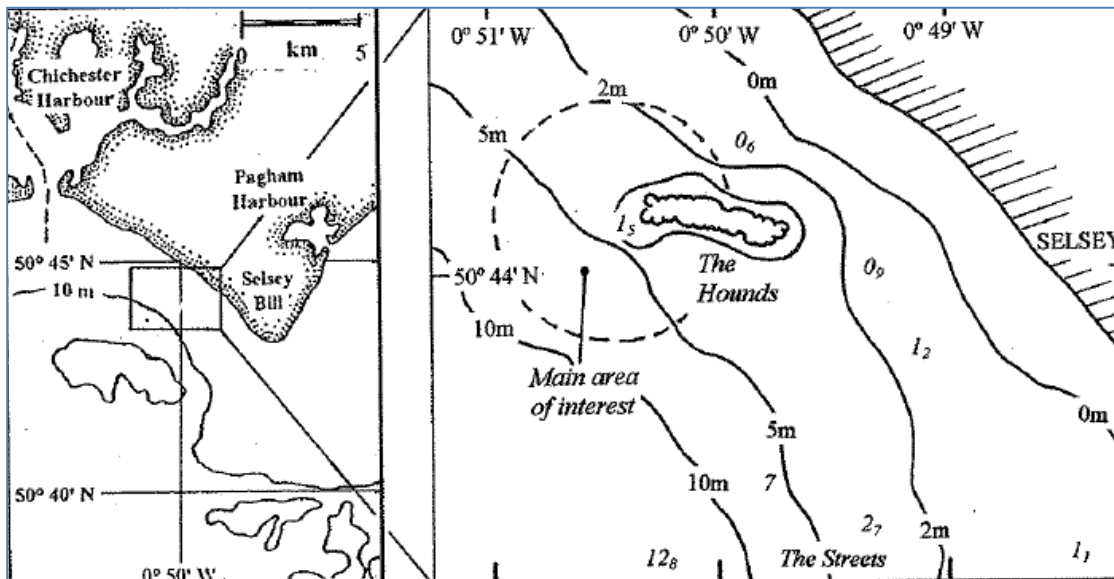 0
km
5
Chichester
Harbour
Pagham
Harbour
50° 45' N
Selsey
Bill
10 m
50° 40' N
0° 50' W
0° 51' W
0° 50' W
0° 49' W
2m
0m
5m
0₆
1₅
SELSEY
The
Hounds
50° 44' N
0₉
10m
1₂
Main area
of interest
0m
5m
10m
7
2₇
2m
12₈
The Streets
1₁